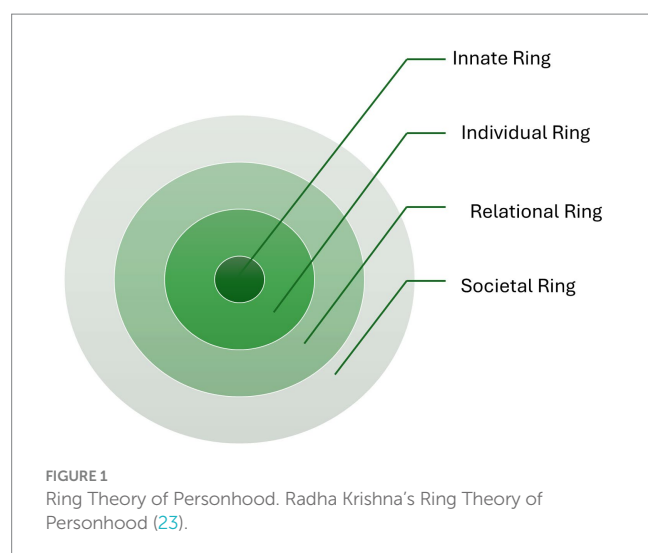 Innate Ring
Individual Ring
Relational Ring
Societal Ring
FIGURE 1
Ring Theory of Personhood. Radha Krishna’s Ring Theory of
Personhood (23).